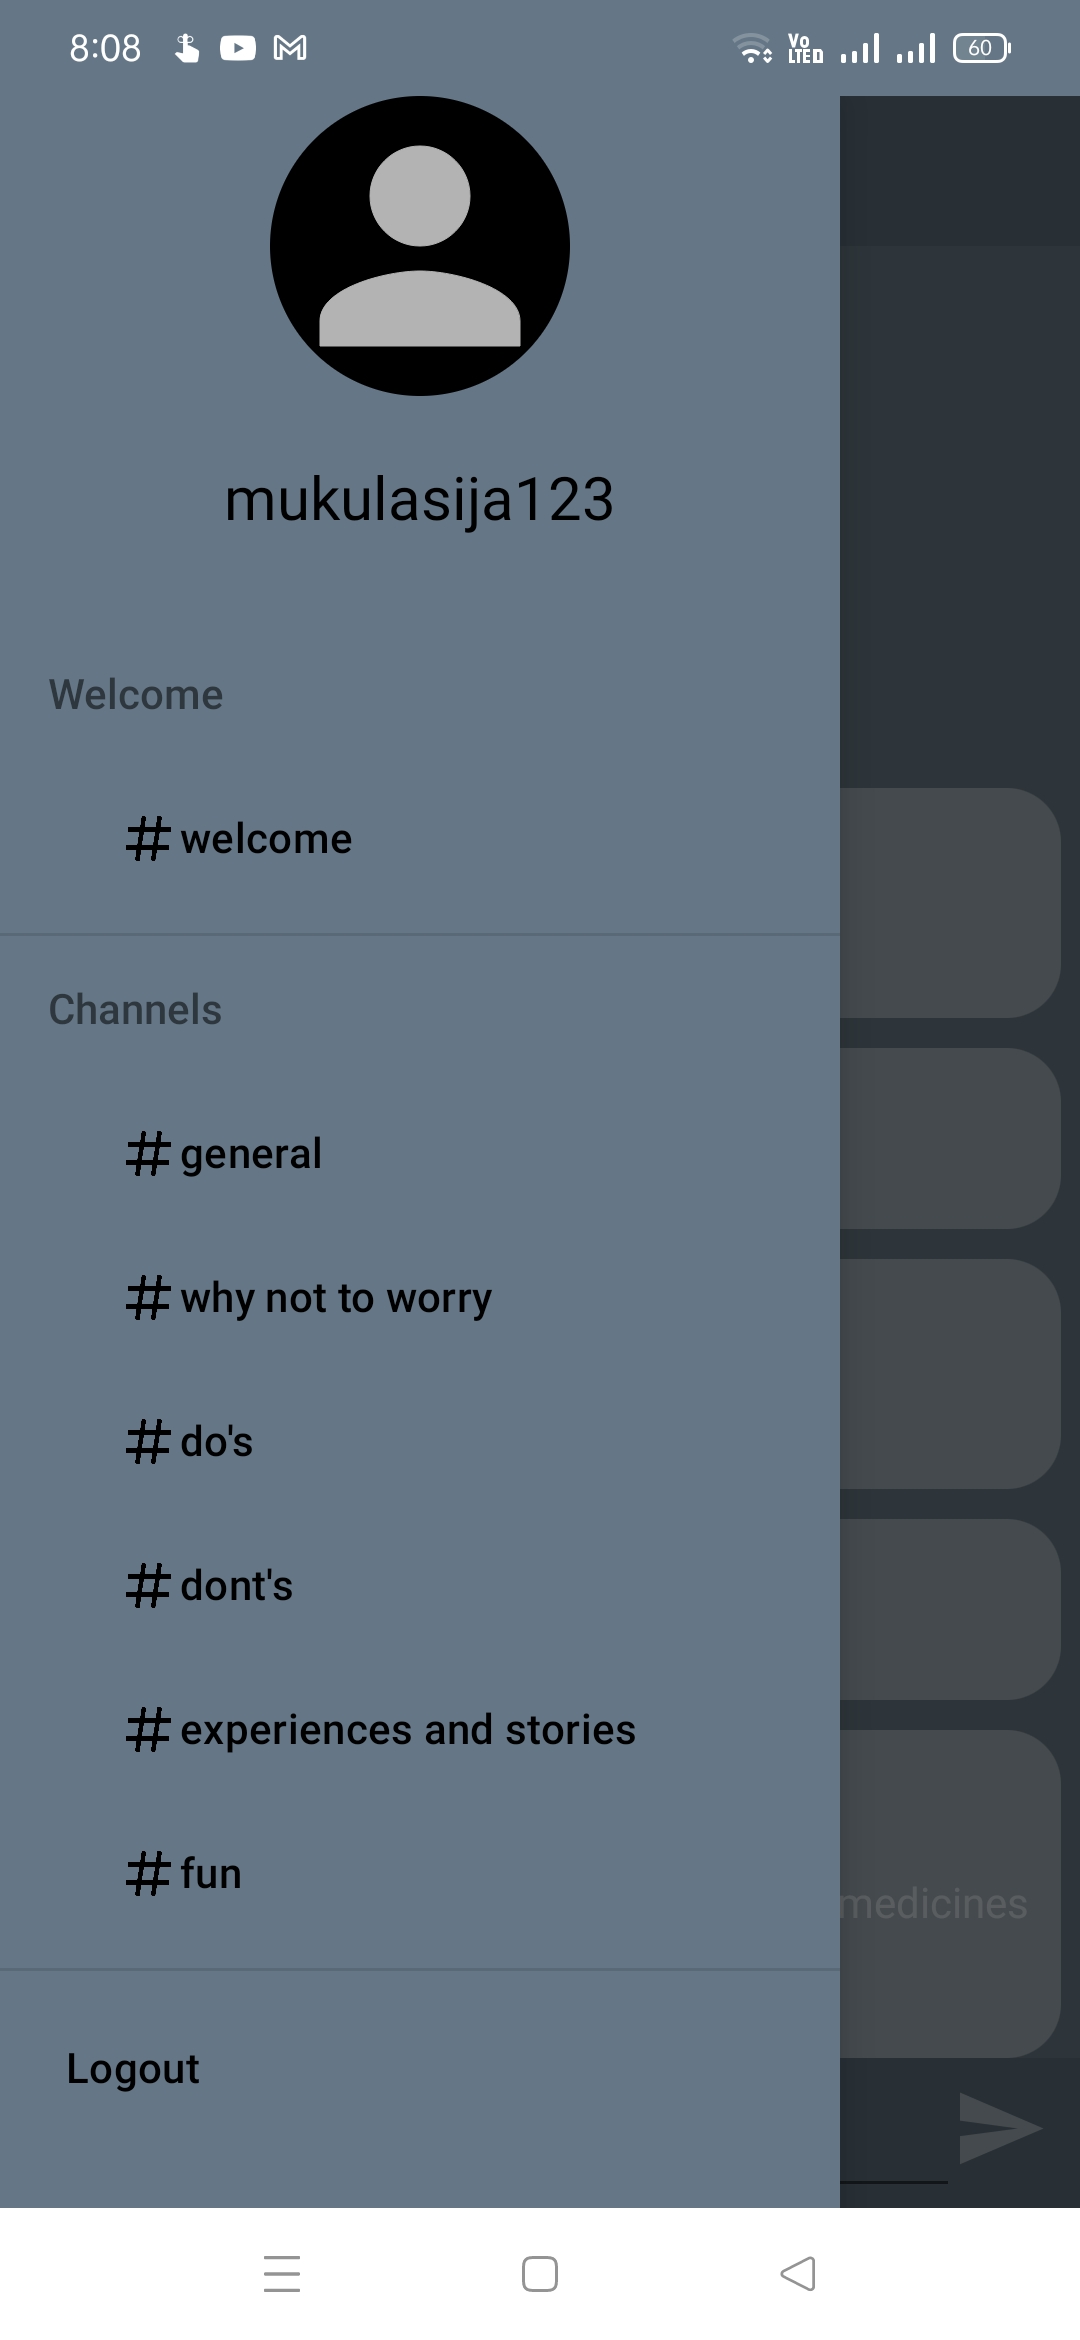 8:08
Vo
LTE
60
mukulasija123
Welcome
# welcome
Channels
# general
# why not to worry
# do's
# dont's
# experiences and stories
# fun
medicines
Logout